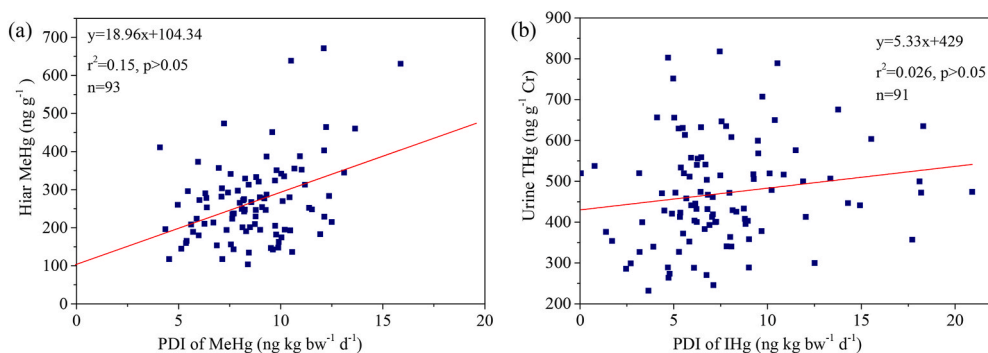 (a)
y=18.96x+104.34
r²=0.15, p>0.05
n=93
Hiar MeHg (ng g⁻¹)
700
600
500
400
300
200
100
0
0 5 10 15 20
PDI of MeHg (ng kg bw⁻¹ d⁻¹)
(b)
y=5.33x+429
r²=0.026, p>0.05
n=91
Urine THg (ng g⁻¹ Cr)
900
800
700
600
500
400
300
200
0 5 10 15 20
PDI of IHg (ng kg bw⁻¹ d⁻¹)